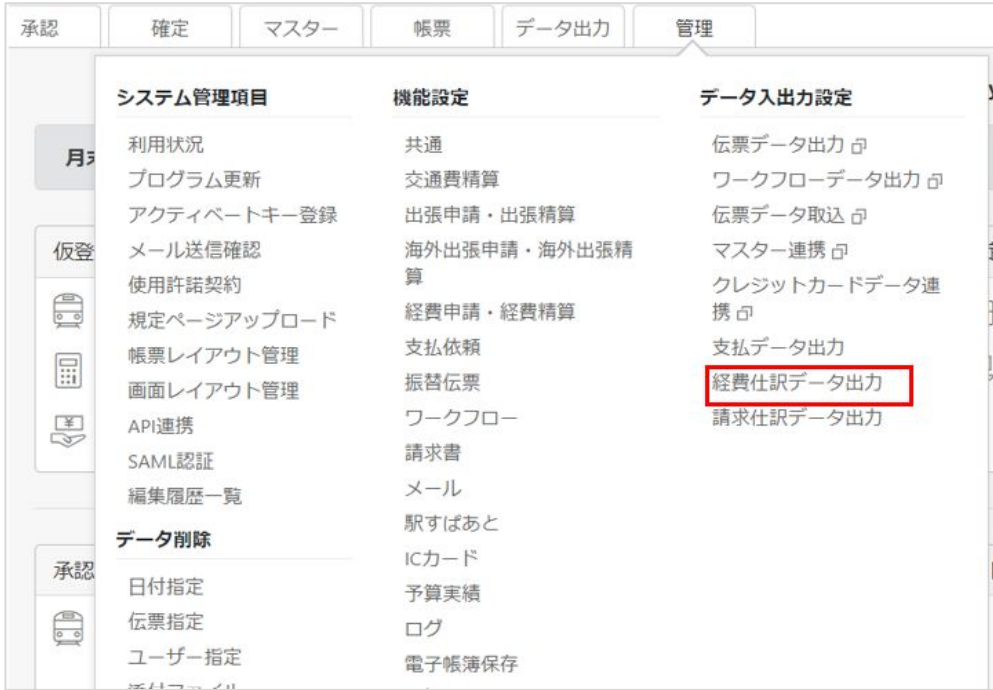 承認
確定
マスター
帳票
データ出力
管理
システム管理項目
利用状況
プログラム更新
アクティベートキー登録
メール送信確認
使用許諾契約
規定ページアップロード
帳票レイアウト管理
画面レイアウト管理
API連携
SAML認証
編集履歴一覧
データ削除
日付指定
伝票指定
ユーザー指定
機能設定
共通
交通費精算
出張申請・出張精算
海外出張申請・海外出張精
算
経費申請・経費精算
支払依頼
振替伝票
ワークフロー
請求書
メール
駅すぱあと
ICカード
予算実績
ログ
電子帳簿保存
データ入出力設定
伝票データ出力
ワークフローデータ出力
伝票データ取込
マスター連携
クレジットカードデータ連
携
支払データ出力
経費仕訳データ出力
請求仕訳データ出力
仮登
承認